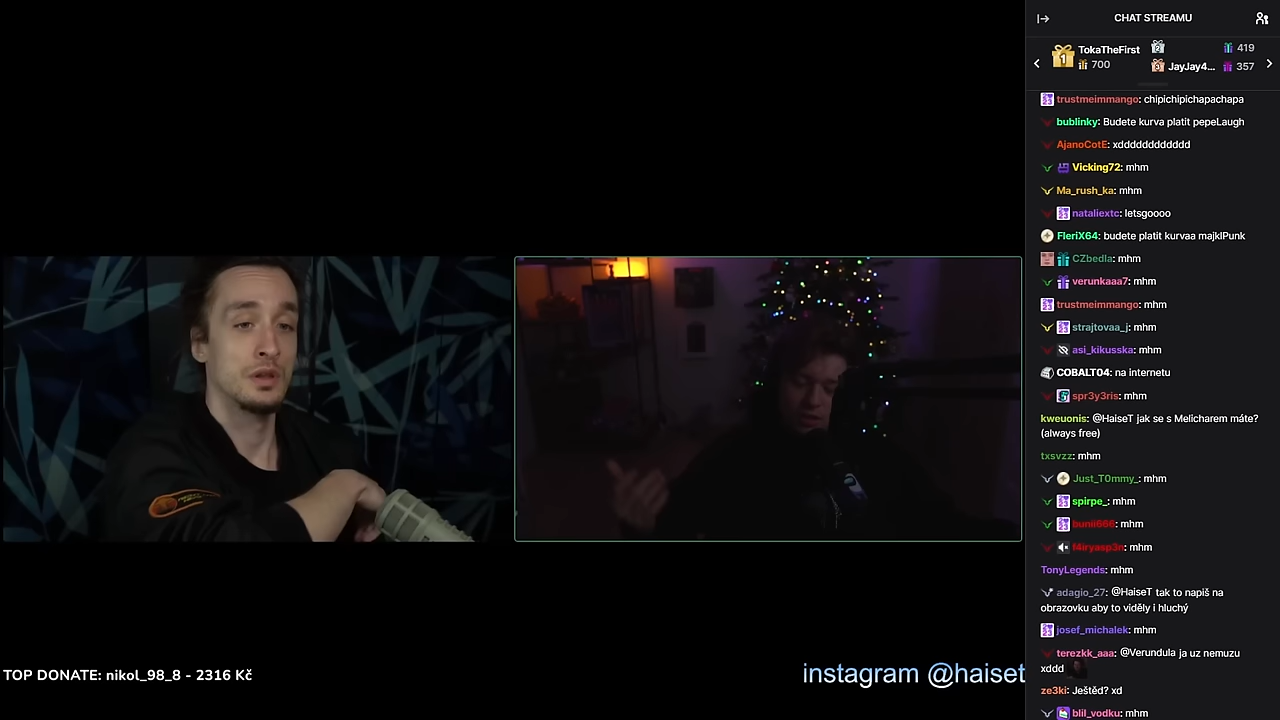 CHAT STREAMU
TokaTheFirst
700
419
JayJay4...
357
trustmeimmango: chipichipichapachapa
bublinky: Budete kurva platit pepeLaugh
AjanoCotE: xdddddddddddd
Vicking72: mhm
Ma_rush_ka: mhm
nataliextc: letsgoooo
FleriX64: budete platit kurvaa majklPunk
CZbedla: mhm
verunkaaa7: mhm
trustmeimmango: mhm
strajtovaa_j: mhm
asi_kikusska: mhm
COBALT04: na internetu
spr3y3ris: mhm
kweuonis: @HaiseT jak se s Melicharem máte?
(always free)
txsvzz: mhm
Just_T0mmy_: mhm
spirpe_: mhm
bunii666: mhm
f4iryasp3n: mhm
TonyLegends: mhm
adagio_27: @HaiseT tak to napiš na
obrazovku aby to viděly i hluchý
josef_michalek: mhm
terezkk_aaa: @Verundula ja uz nemuzu
xddd
ze3ki: Ještěd? xd
blil_vodku: mhm
TOP DONATE: nikol_98_8 - 2316 Kč
instagram @haiset